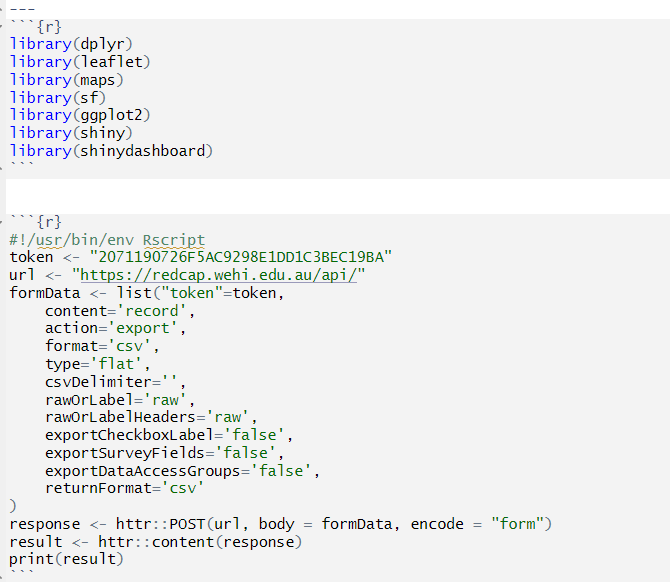 ---
```{r}
library(dplyr)
library(leaflet)
library(maps)
library(sf)
library(ggplot2)
library(shiny)
library(shinydashboard)
```
```{r}
#!/usr/bin/env Rscript
token <- "2071190726F5AC9298E1DD1C3BEC19BA"
url <- "https://redcap.wehi.edu.au/api/"
formData <- list("token"=token,
    content='record',
    action='export',
    format='csv',
    type='flat',
    csvDelimiter='',
    rawOrLabel='raw',
    rawOrLabelHeaders='raw',
    exportCheckboxLabel='false',
    exportSurveyFields='false',
    exportDataAccessGroups='false',
    returnFormat='csv'
)
response <- httr::POST(url, body = formData, encode = "form")
result <- httr::content(response)
print(result)
```